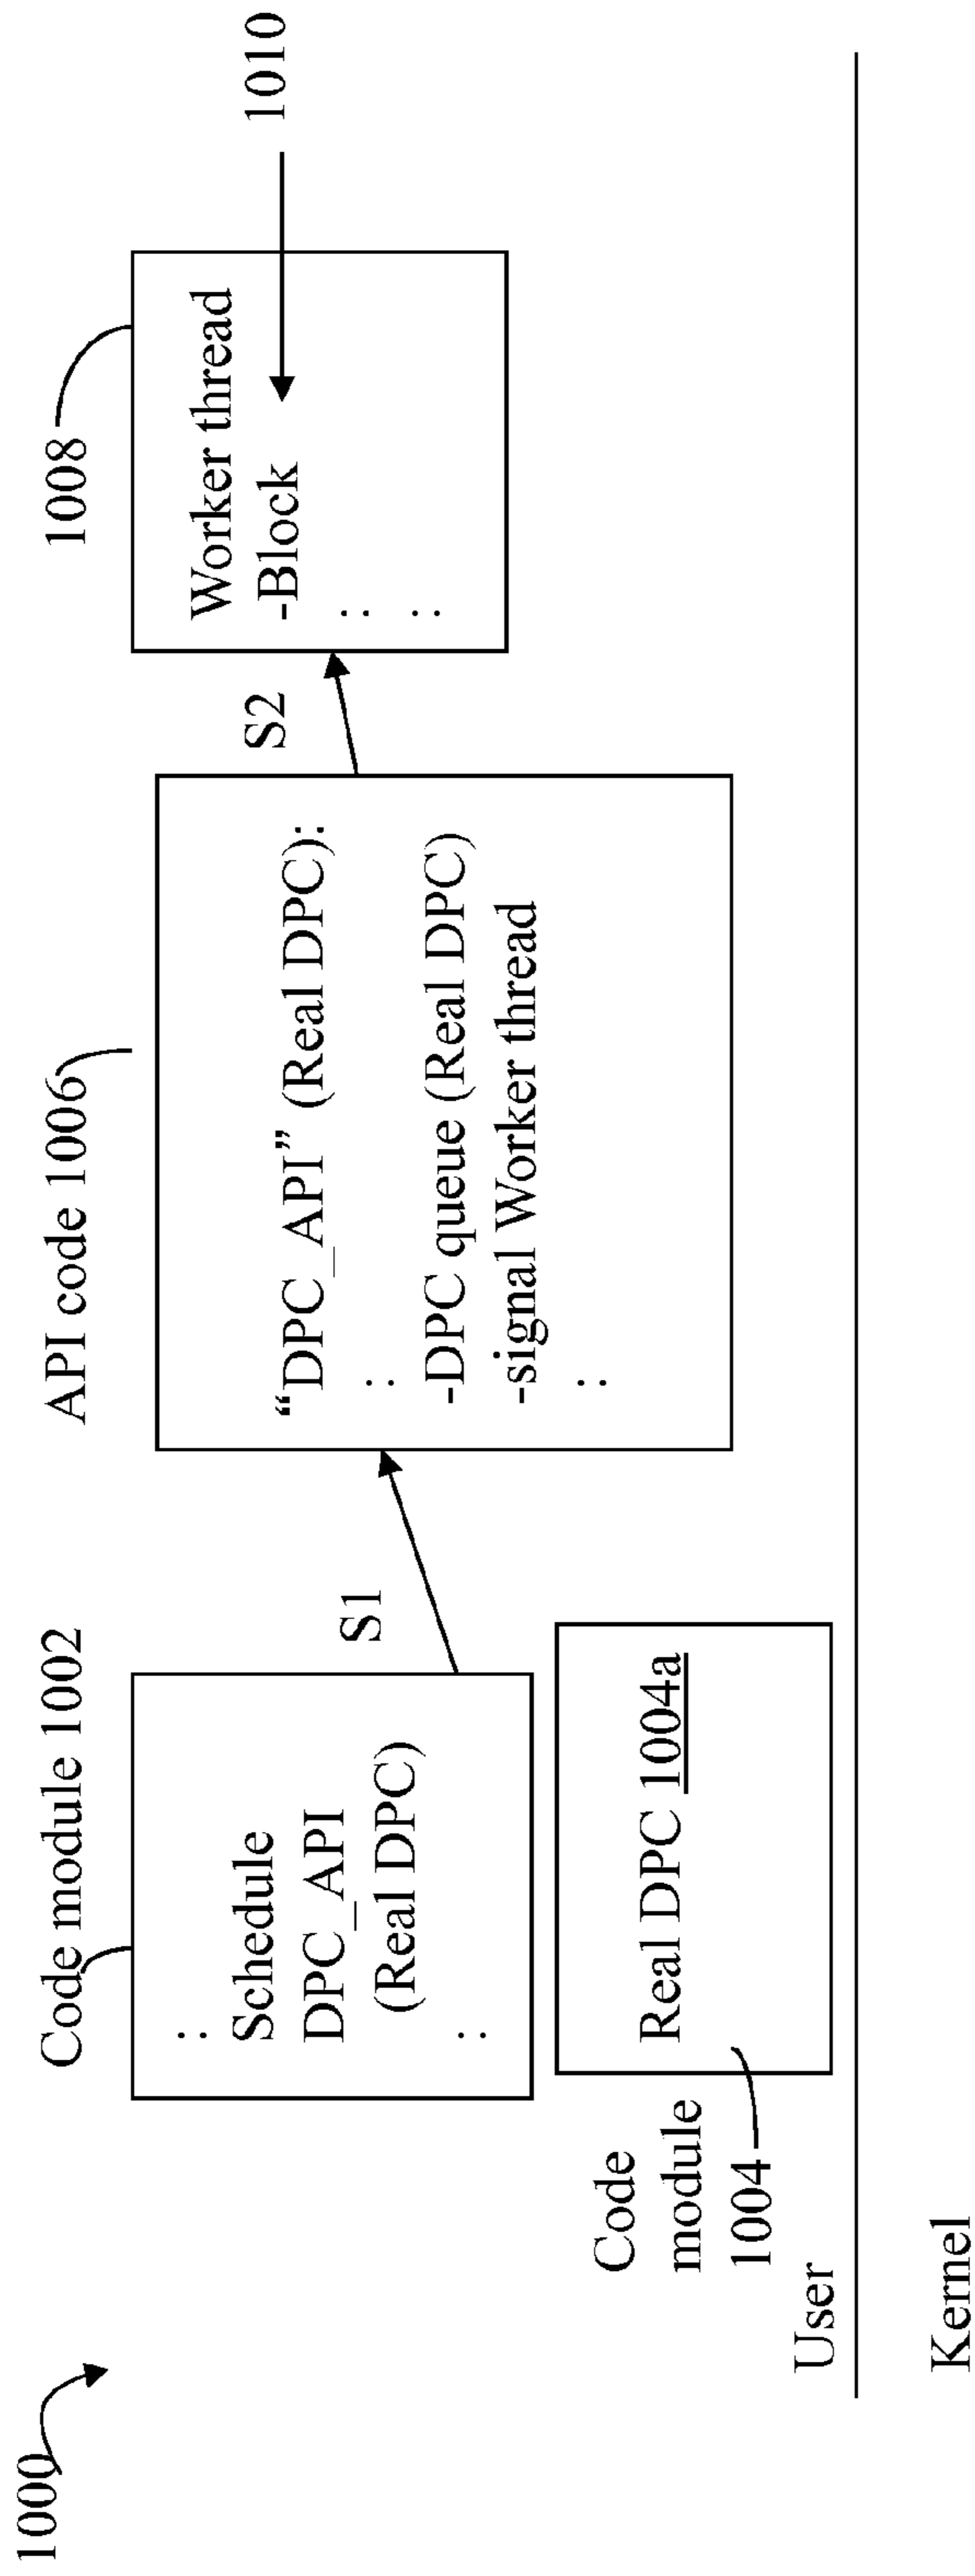 1000
Code module 1002
:
Schedule
DPC_API
(Real DPC)
:
S1
API code 1006
“DPC_API” (Real DPC):
:
-DPC queue (Real DPC)
-signal Worker thread
:
S2
1008
Worker thread
-Block
:
:
1010
Code
module
1004
Real DPC 1004a
User
Kernel